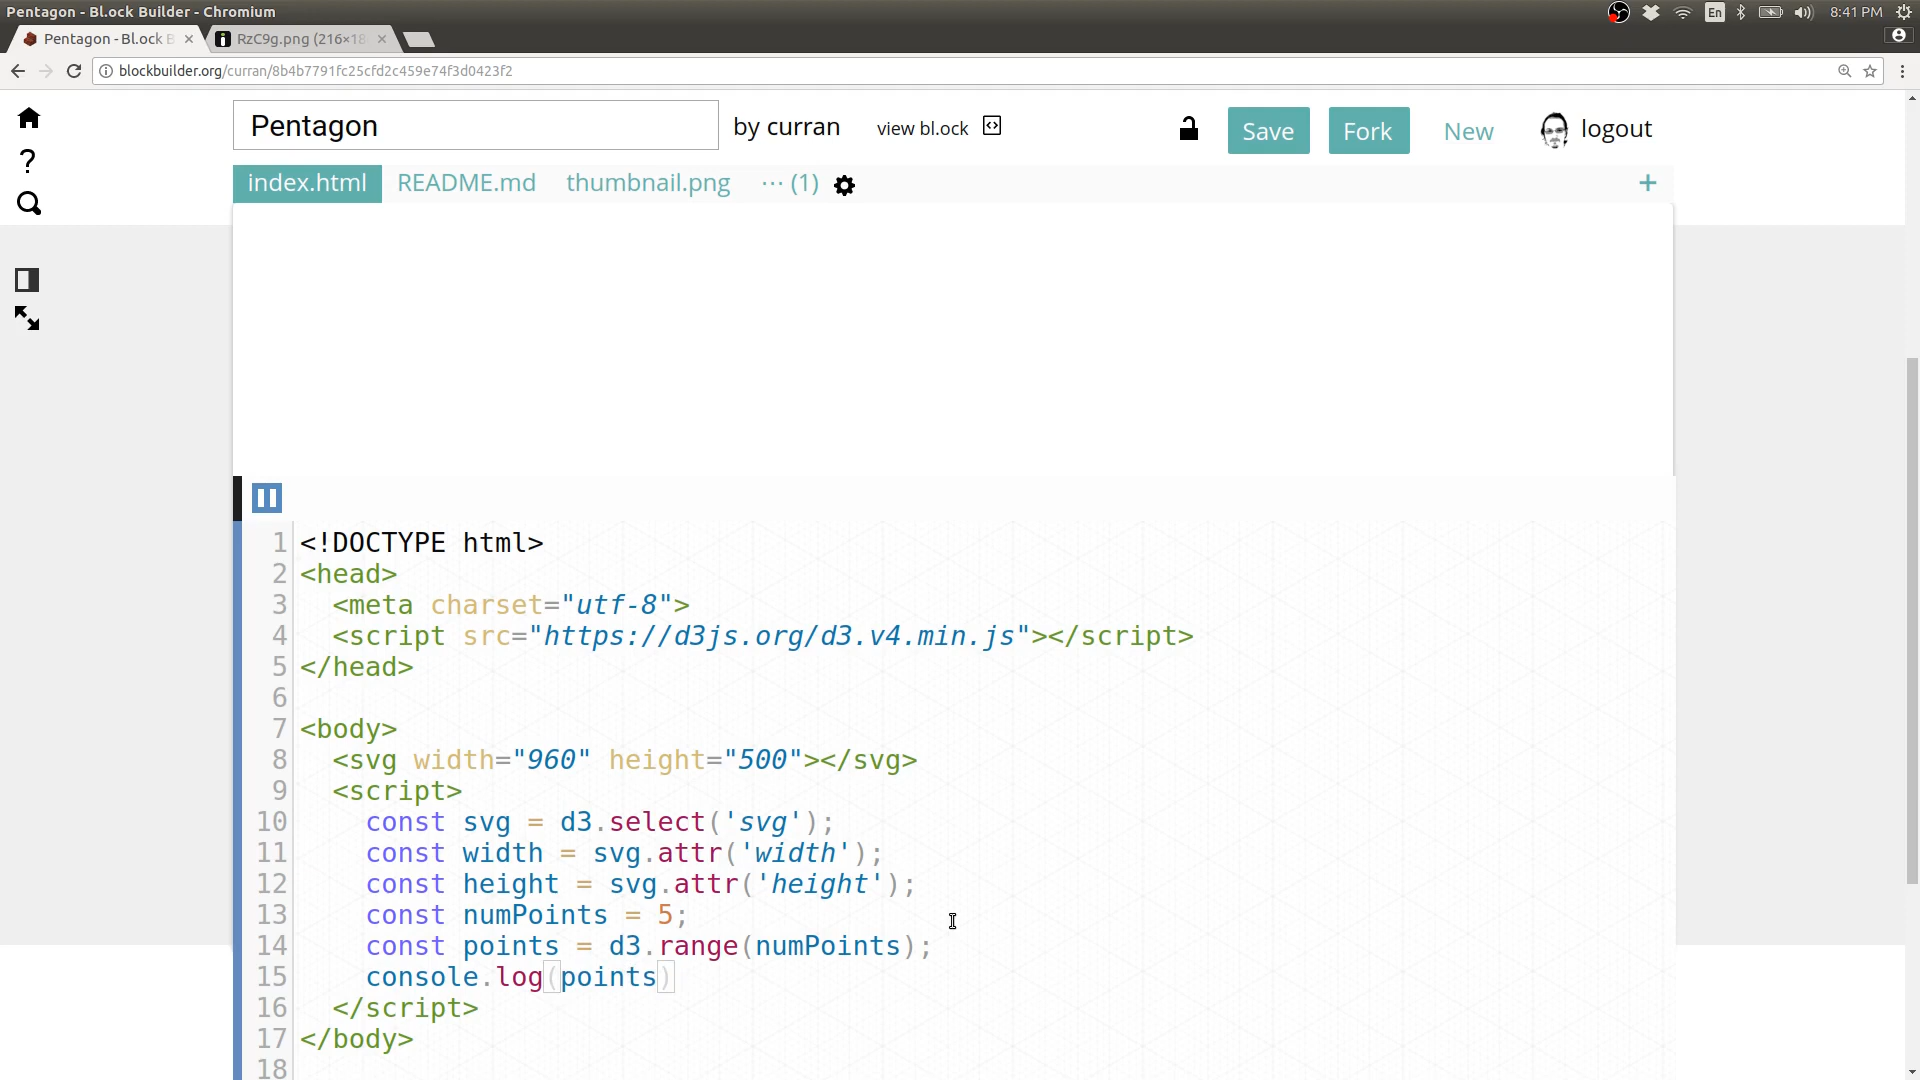 Pentagon - Bl.ock Builder - Chromium
En
8:41 PM
Pentagon - Bl.ock B
RzC9g.png (216×18
blockbuilder.org/curran/8b4b7791fc25cfd2c459e74f3d0423f2
Pentagon
by curran
view bl.ock
Save
Fork
New
logout
index.html
README.md
thumbnail.png
··· (1)
+
1 <!DOCTYPE html>
2 <head>
3   <meta charset="utf-8">
4   <script src="https://d3js.org/d3.v4.min.js"></script>
5 </head>
6
7 <body>
8   <svg width="960" height="500"></svg>
9   <script>
10     const svg = d3.select('svg');
11     const width = svg.attr('width');
12     const height = svg.attr('height');
13     const numPoints = 5;
14     const points = d3.range(numPoints);
15     console.log(points)
16   </script>
17 </body>
18